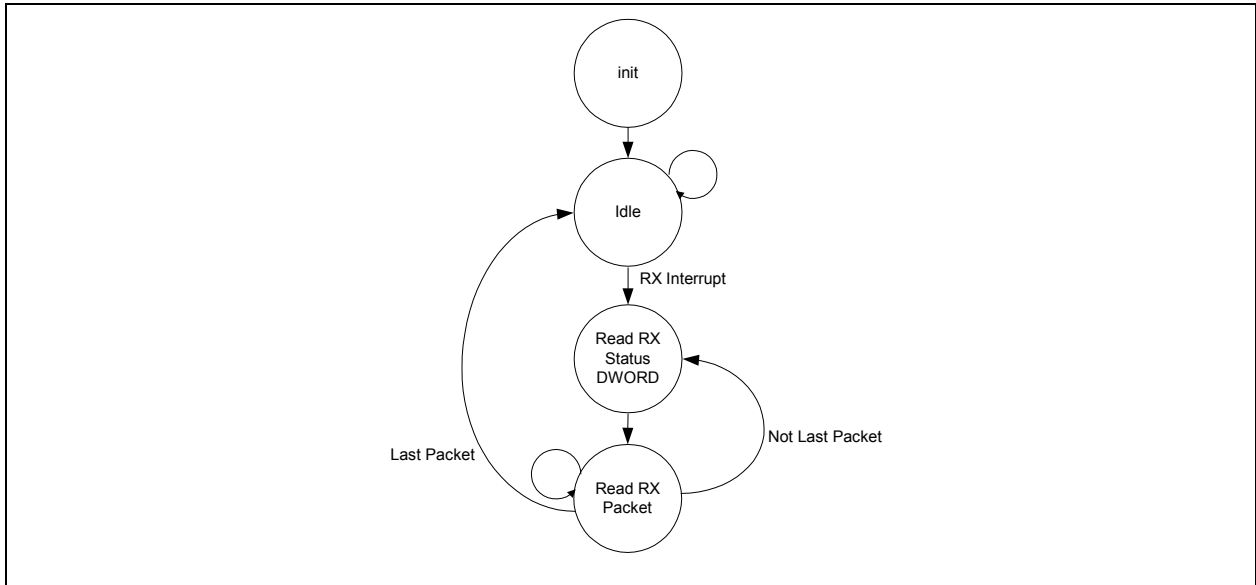 init
Idle
RX Interrupt
Read RX
Status
DWORD
Not Last Packet
Last Packet
Read RX
Packet